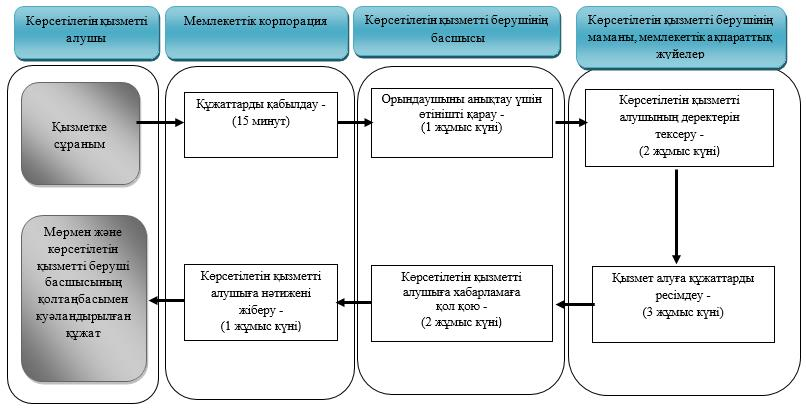 Көрсетілетін қызметті
алушы
Мемлекеттік корпорация
Көрсетілетін қызметті берушінің
басшысы
Көрсетілетін қызметті берушінің
маманы, мемлекеттік ақпараттық
жүйелер
Қызметке
сұраным
Құжаттарды қабылдау -
(15 минут)
Орындаушыны анықтау үшін
өтінішті қарау -
(1 жұмыс күні)
Көрсетілетін қызметті
алушының деректерін
тексеру -
(2 жұмыс күні)
Мөрмен және
көрсетілетін
қызметті беруші
басшысының
қолтаңбасымен
куәландырылған
құжат
Көрсетілетін қызметті
алушыға нәтижені
жіберу -
(1 жұмыс күні)
Көрсетілетін қызметті
алушыға хабарламаға
қол қою -
(2 жұмыс күні)
Қызмет алуға құжаттарды
ресімдеу -
(3 жұмыс күні)